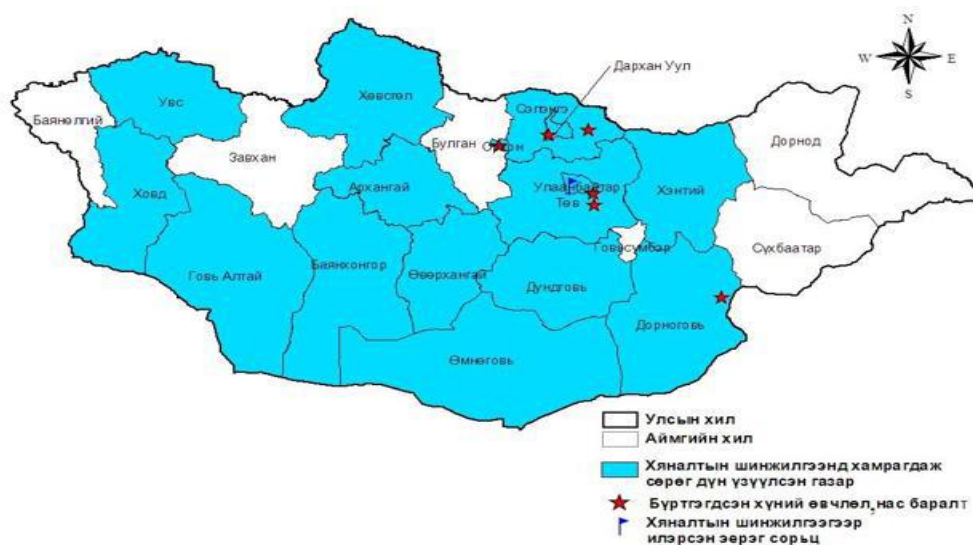 N
W E
S
Дархан Уул
Увс
Хөвсгөл
Сэлэнгэ
Баянөлгий
Завхан
Булган
Орхон
Дорнод
Ховд
Архангай
Улаанбаатар
Хэнтий
Төв
Говьсүмбэр
Сүхбаатар
Говь Алтай
Баянхонгор
Өвөрхангай
Дундговь
Дорноговь
Өмнөговь
Улсын хил
Аймгийн хил
Хяналтын шинжилгээнд хамрагдаж
сөрөг дүн үзүүлсэн газар
Бүртгэгдсэн хүний өвчлөл,нас баралт
Хяналтын шинжилгээгээр
илэрсэн эерэг сорьц